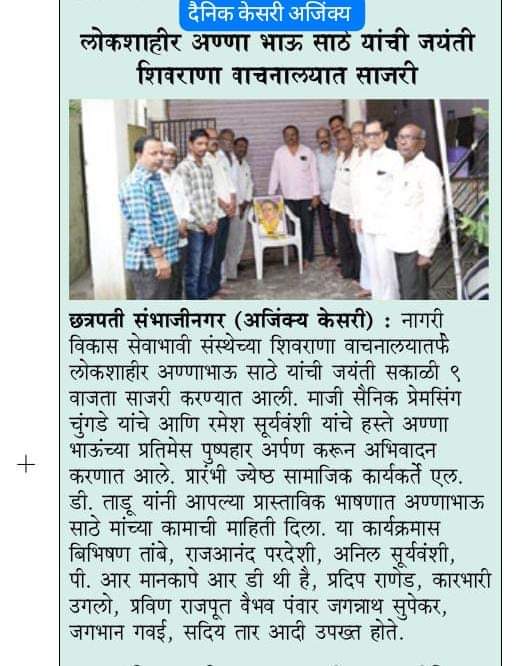 दैनिक केसरी अजिंक्य
लोकशाहीर अण्णा भाऊ साठे यांची जयंती
शिवराणा वाचनालयात साजरी
छत्रपती संभाजीनगर (अजिंक्य केसरी) : नागरी
विकास सेवाभावी संस्थेच्या शिवराणा वाचनालयातर्फे
लोकशाहीर अण्णाभाऊ साठे यांची जयंती सकाळी ९
वाजता साजरी करण्यात आली. माजी सैनिक प्रेमसिंग
चुंगडे यांचे आणि रमेश सूर्यवंशी यांचे हस्ते अण्णा
भाऊंच्या प्रतिमेस पुष्पहार अर्पण करून अभिवादन
करणात आले. प्रारंभी ज्येष्ठ सामाजिक कार्यकर्ते एल.
डी. ताडू यांनी आपल्या प्रास्ताविक भाषणात अण्णाभाऊ
साठे मांच्या कामाची माहिती दिला. या कार्यक्रमास
बिभिषण तांबे, राजआनंद परदेशी, अनिल सूर्यवंशी,
पी. आर मानकापे आर डी थी है, प्रदिप राणेड, कारभारी
उगलो, प्रविण राजपूत वैभव पंवार जगन्नाथ सुपेकर,
जगभान गवई, सदिय तार आदी उपख्त होते.